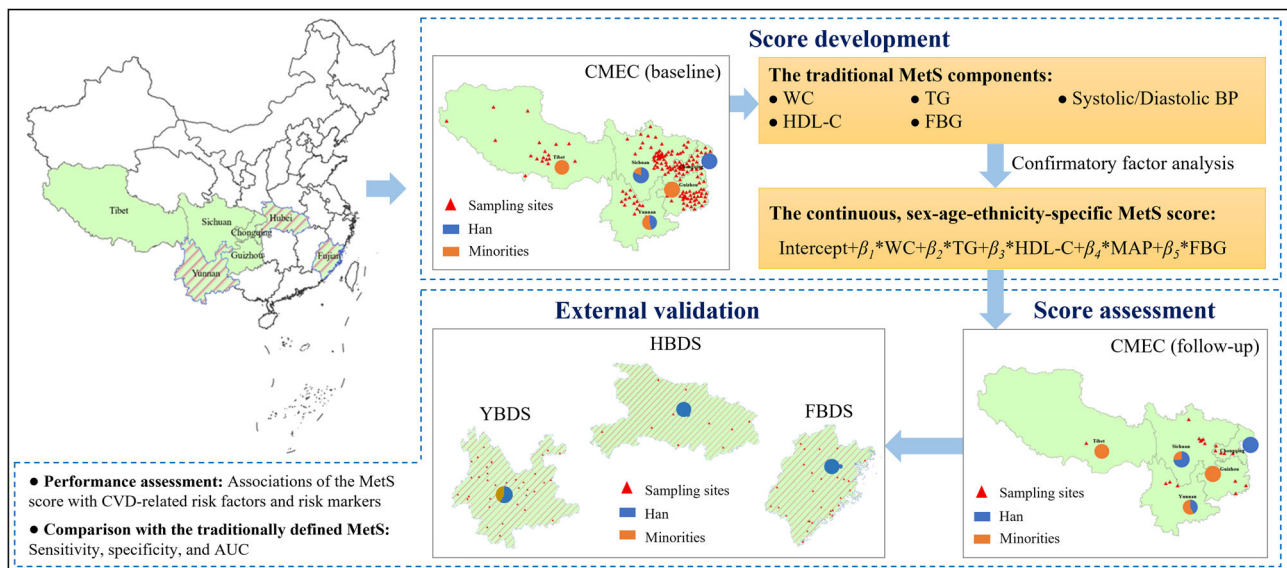 Tibet
Sichuan
Chongqing
Hubei
Guizhou
Yunnan
Fujian
Score development
CMEC (baseline)
Tibet
Sichuan
Guizhou
Yunnan
Sampling sites
Han
Minorities
The traditional MetS components:
● WC ● TG ● Systolic/Diastolic BP
● HDL-C ● FBG
Confirmatory factor analysis
The continuous, sex-age-ethnicity-specific MetS score:
Intercept+β1*WC+β2*TG+β3*HDL-C+β4*MAP+β5*FBG
External validation
HBDS
YBDS
FBDS
Sampling sites
Han
Minorities
Score assessment
CMEC (follow-up)
Tibet
Sichuan
Chongqing
Guizhou
Yunnan
Sampling sites
Han
Minorities
● Performance assessment: Associations of the MetS
score with CVD-related risk factors and risk markers
● Comparison with the traditionally defined MetS:
Sensitivity, specificity, and AUC